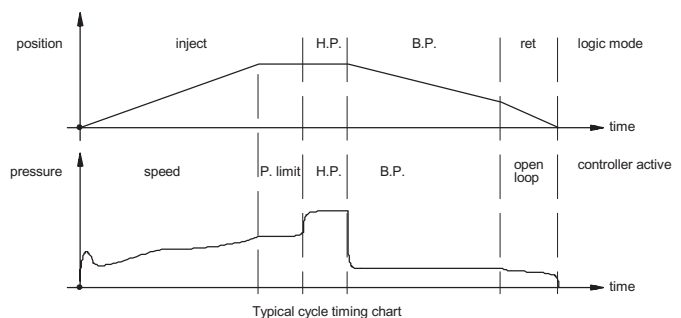 position inject H.P. B.P. ret logic mode
time
pressure speed P. limit H.P. B.P. open loop controller active
time
Typical cycle timing chart